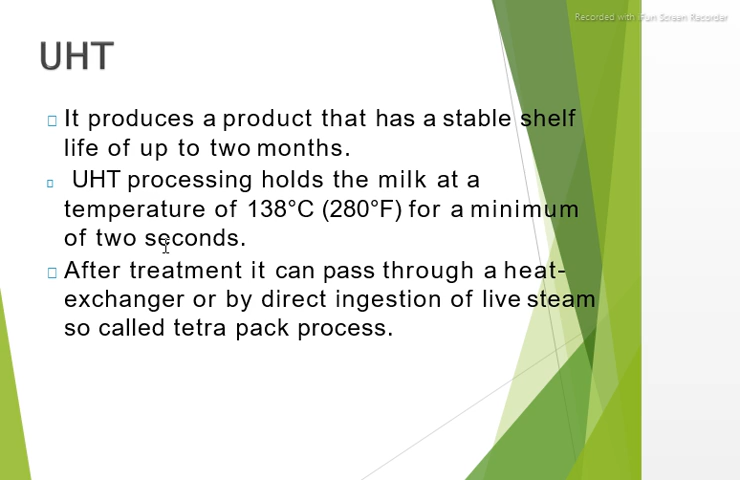 Recorded with iFun Screen Recorder
UHT
It produces a product that has a stable shelf
life of up to two months.
UHT processing holds the milk at a
temperature of 138°C (280°F) for a minimum
of two seconds.
After treatment it can pass through a heat-
exchanger or by direct ingestion of live steam
so called tetra pack process.